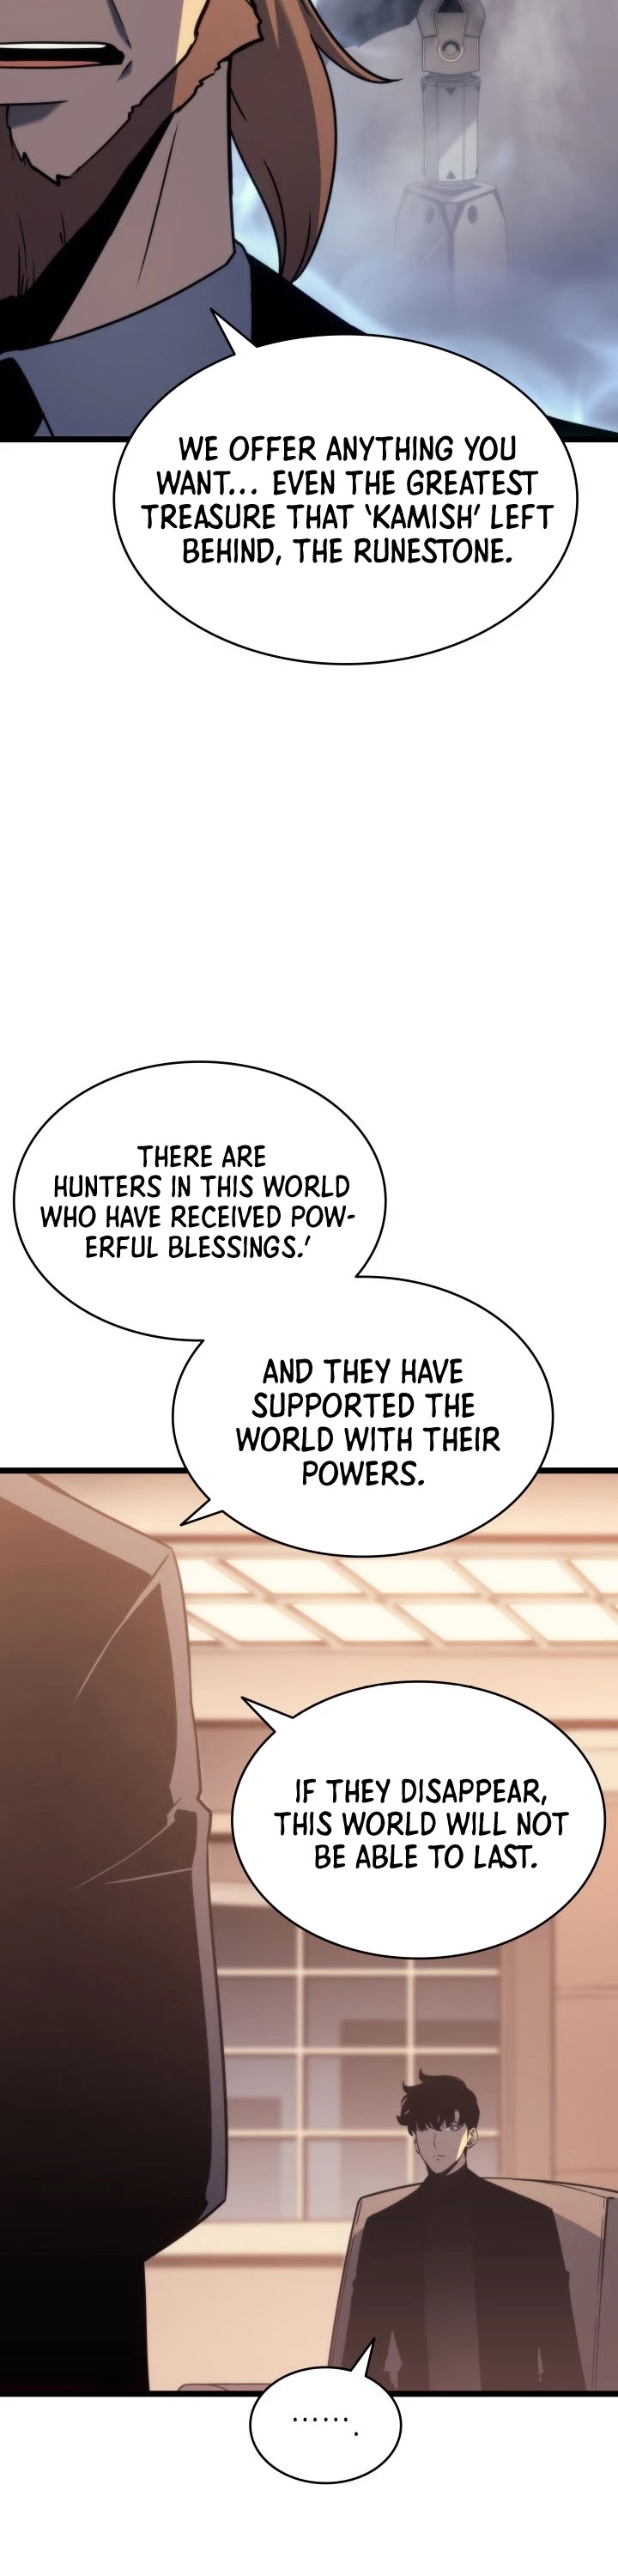 WE OFFER ANYTHING YOU
WANT... EVEN THE GREATEST
TREASURE THAT ‘KAMISH’ LEFT
BEHIND, THE RUNESTONE.
THERE ARE
HUNTERS IN THIS WORLD
WHO HAVE RECEIVED POW-
ERFUL BLESSINGS.'
AND THEY HAVE
SUPPORTED THE
WORLD WITH THEIR
POWERS.
IF THEY DISAPPEAR,
THIS WORLD WILL NOT
BE ABLE TO LAST.
......
.